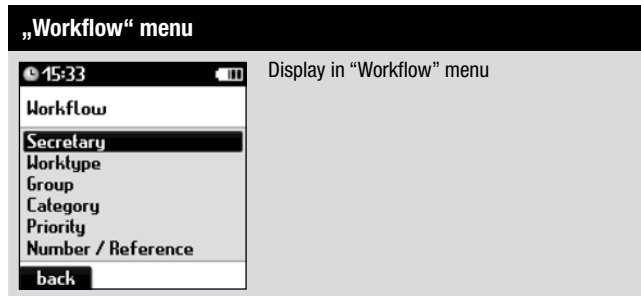 „Workflow“ menu
15:33
Display in “Workflow” menu
Workflow
Secretary
Worktype
Group
Category
Priority
Number / Reference
back